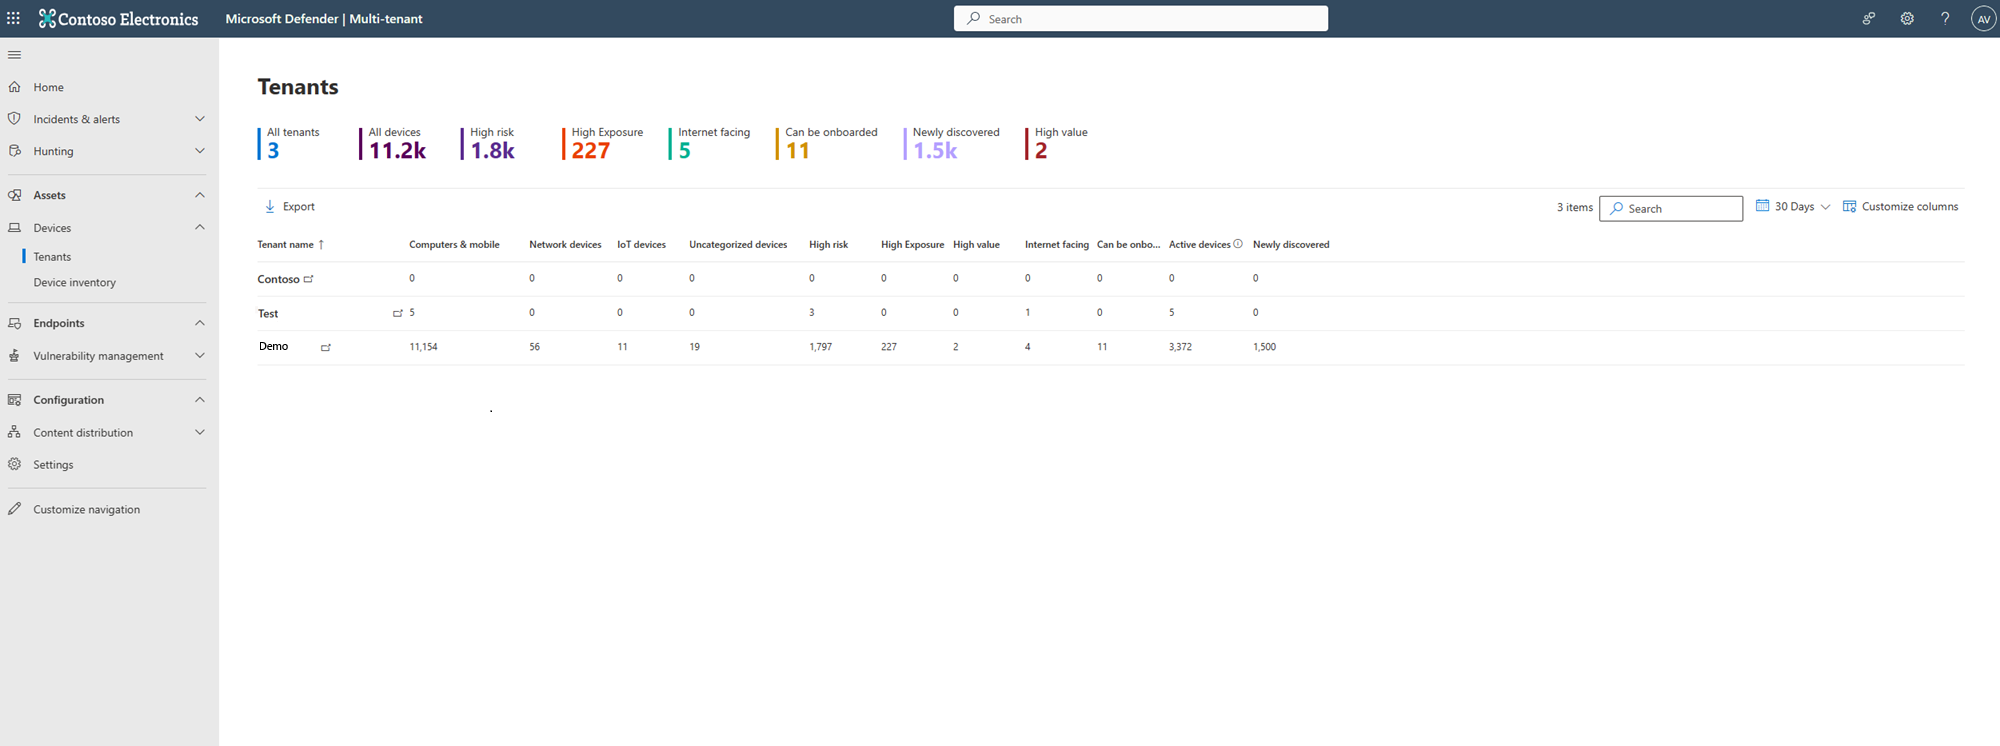 Contoso Electronics
Microsoft Defender | Multi-tenant
Search
?
AV
Home
Incidents & alerts
Hunting
Assets
Devices
Tenants
Device inventory
Endpoints
Vulnerability management
Configuration
Content distribution
Settings
Customize navigation
Tenants
All tenants
3
All devices
11.2k
High risk
1.8k
High Exposure
227
Internet facing
5
Can be onboarded
11
Newly discovered
1.5k
High value
2
Export
3 items
Search
30 Days
Customize columns
Tenant name ↑ Computers & mobile Network devices IoT devices Uncategorized devices High risk High Exposure High value Internet facing Can be onbo... Active devices Newly discovered
Contoso 0 0 0 0 0 0 0 0 0 0 0
Test 5 0 0 0 3 0 0 1 0 5 0
Demo 11,154 56 11 19 1,797 227 2 4 11 3,372 1,500
.